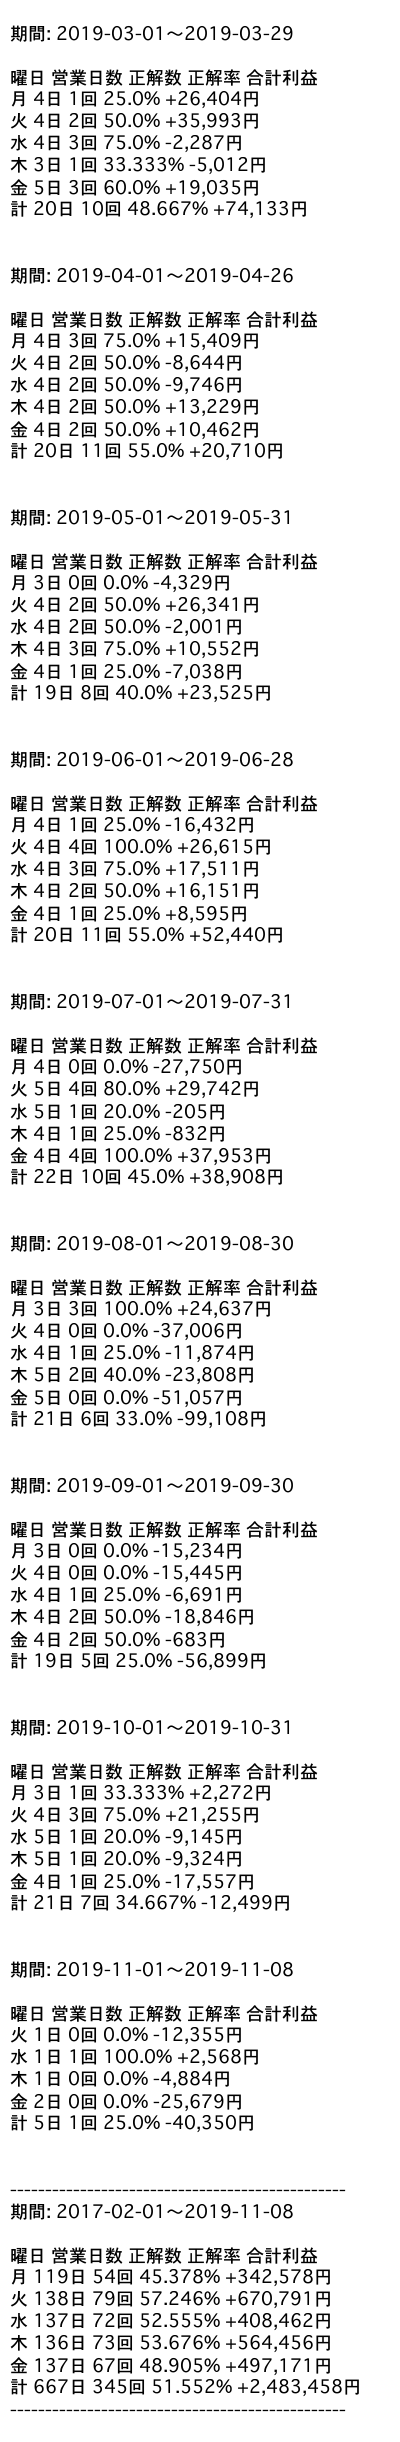 期間: 2019-03-01〜2019-03-29
曜日 営業日数 正解数 正解率 合計利益
月 4日 1回 25.0% +26,404円
火 4日 2回 50.0% +35,993円
水 4日 3回 75.0% -2,287円
木 3日 1回 33.333% -5,012円
金 5日 3回 60.0% +19,035円
計 20日 10回 48.667% +74,133円
期間: 2019-04-01〜2019-04-26
曜日 営業日数 正解数 正解率 合計利益
月 4日 3回 75.0% +15,409円
火 4日 2回 50.0% -8,644円
水 4日 2回 50.0% -9,746円
木 4日 2回 50.0% +13,229円
金 4日 2回 50.0% +10,462円
計 20日 11回 55.0% +20,710円
期間: 2019-05-01〜2019-05-31
曜日 営業日数 正解数 正解率 合計利益
月 3日 0回 0.0% -4,329円
火 4日 2回 50.0% +26,341円
水 4日 2回 50.0% -2,001円
木 4日 3回 75.0% +10,552円
金 4日 1回 25.0% -7,038円
計 19日 8回 40.0% +23,525円
期間: 2019-06-01〜2019-06-28
曜日 営業日数 正解数 正解率 合計利益
月 4日 1回 25.0% -16,432円
火 4日 4回 100.0% +26,615円
水 4日 3回 75.0% +17,511円
木 4日 2回 50.0% +16,151円
金 4日 1回 25.0% +8,595円
計 20日 11回 55.0% +52,440円
期間: 2019-07-01〜2019-07-31
曜日 営業日数 正解数 正解率 合計利益
月 4日 0回 0.0% -27,750円
火 5日 4回 80.0% +29,742円
水 5日 1回 20.0% -205円
木 4日 1回 25.0% -832円
金 4日 4回 100.0% +37,953円
計 22日 10回 45.0% +38,908円
期間: 2019-08-01〜2019-08-30
曜日 営業日数 正解数 正解率 合計利益
月 3日 3回 100.0% +24,637円
火 4日 0回 0.0% -37,006円
水 4日 1回 25.0% -11,874円
木 5日 2回 40.0% -23,808円
金 5日 0回 0.0% -51,057円
計 21日 6回 33.0% -99,108円
期間: 2019-09-01〜2019-09-30
曜日 営業日数 正解数 正解率 合計利益
月 3日 0回 0.0% -15,234円
火 4日 0回 0.0% -15,445円
水 4日 1回 25.0% -6,691円
木 4日 2回 50.0% -18,846円
金 4日 2回 50.0% -683円
計 19日 5回 25.0% -56,899円
期間: 2019-10-01〜2019-10-31
曜日 営業日数 正解数 正解率 合計利益
月 3日 1回 33.333% +2,272円
火 4日 3回 75.0% +21,255円
水 5日 1回 20.0% -9,145円
木 5日 1回 20.0% -9,324円
金 4日 1回 25.0% -17,557円
計 21日 7回 34.667% -12,499円
期間: 2019-11-01〜2019-11-08
曜日 営業日数 正解数 正解率 合計利益
火 1日 0回 0.0% -12,355円
水 1日 1回 100.0% +2,568円
木 1日 0回 0.0% -4,884円
金 2日 0回 0.0% -25,679円
計 5日 1回 25.0% -40,350円
------------------------------------------------
期間: 2017-02-01〜2019-11-08
曜日 営業日数 正解数 正解率 合計利益
月 119日 54回 45.378% +342,578円
火 138日 79回 57.246% +670,791円
水 137日 72回 52.555% +408,462円
木 136日 73回 53.676% +564,456円
金 137日 67回 48.905% +497,171円
計 667日 345回 51.552% +2,483,458円
------------------------------------------------